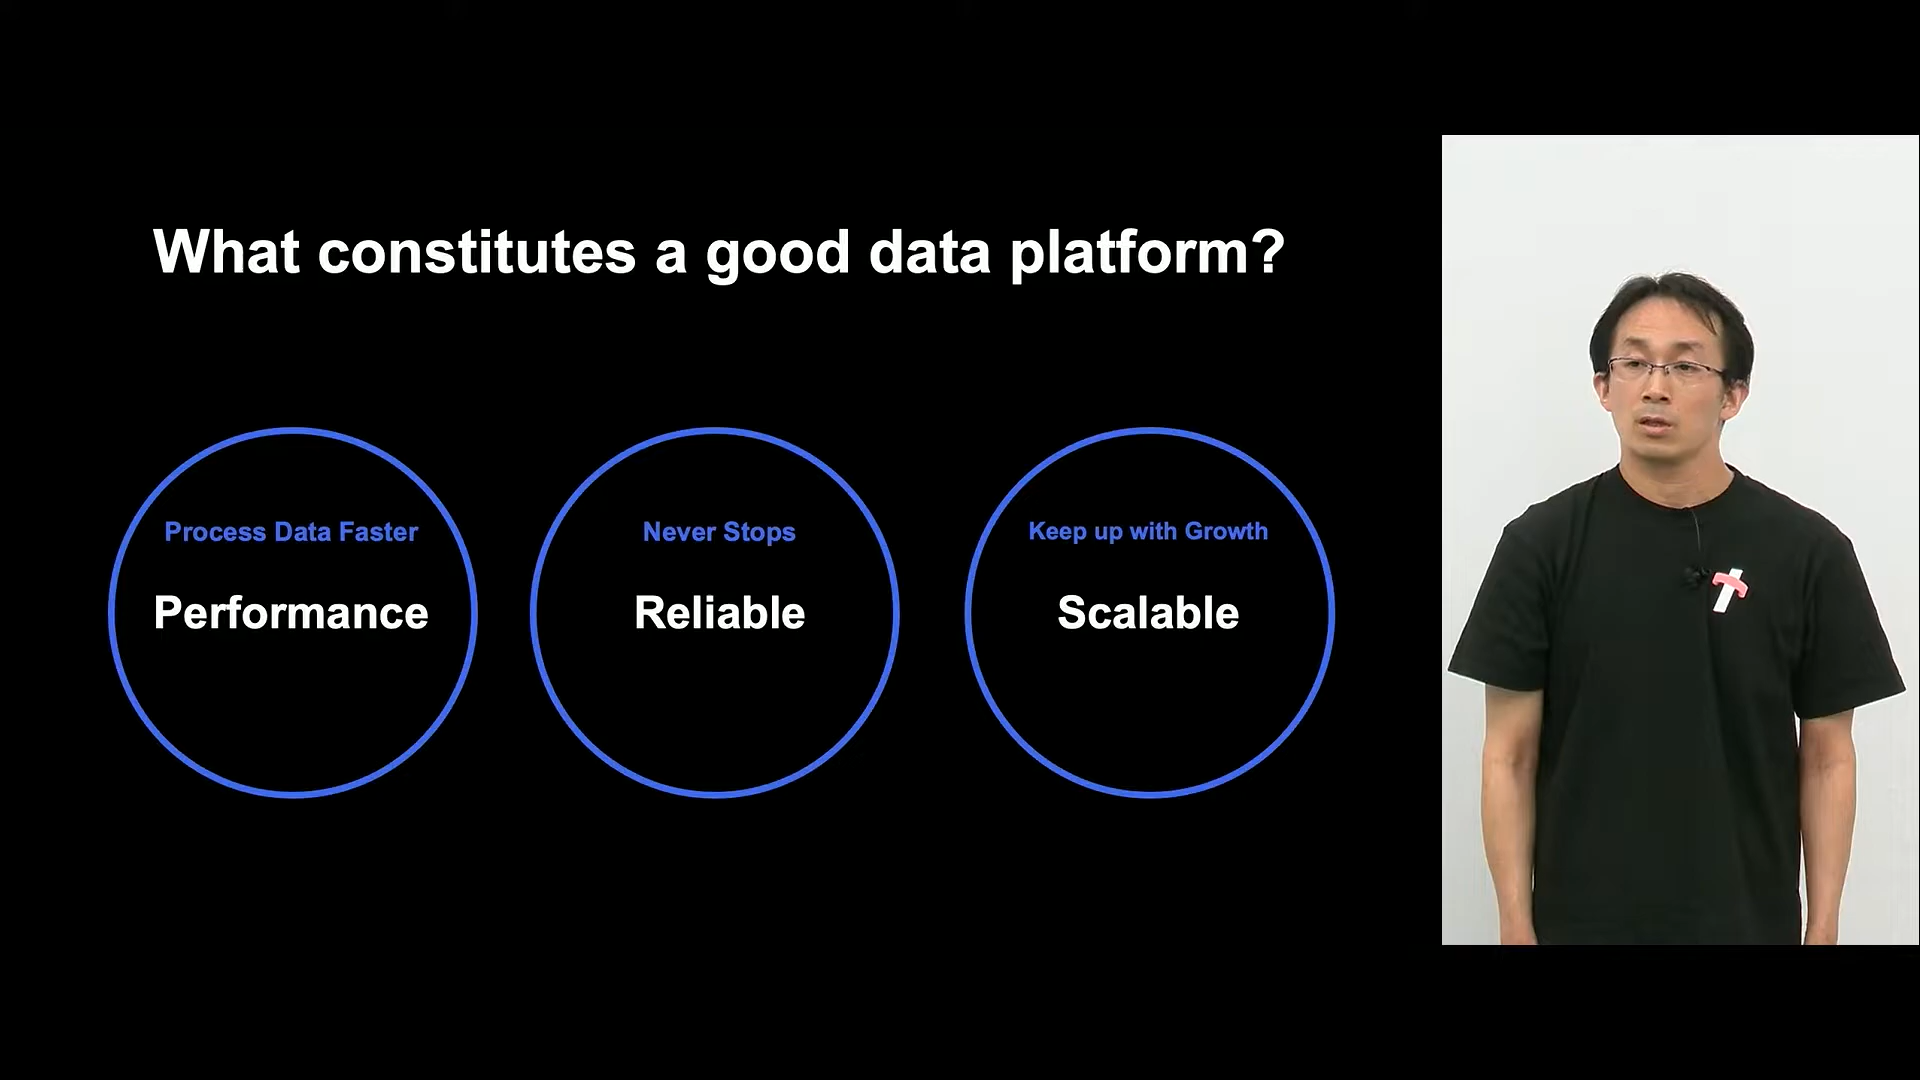 What constitutes a good data platform?
Process Data Faster
Performance
Never Stops
Reliable
Keep up with Growth
Scalable